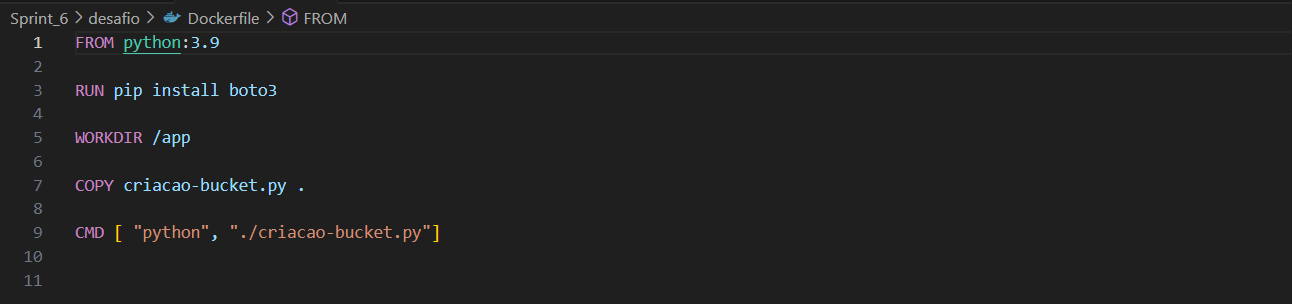 Sprint_6 > desafio > Dockerfile > FROM
1 FROM python:3.9
2
3 RUN pip install boto3
4
5 WORKDIR /app
6
7 COPY criacao-bucket.py .
8
9 CMD [ "python", "./criacao-bucket.py"]
10
11